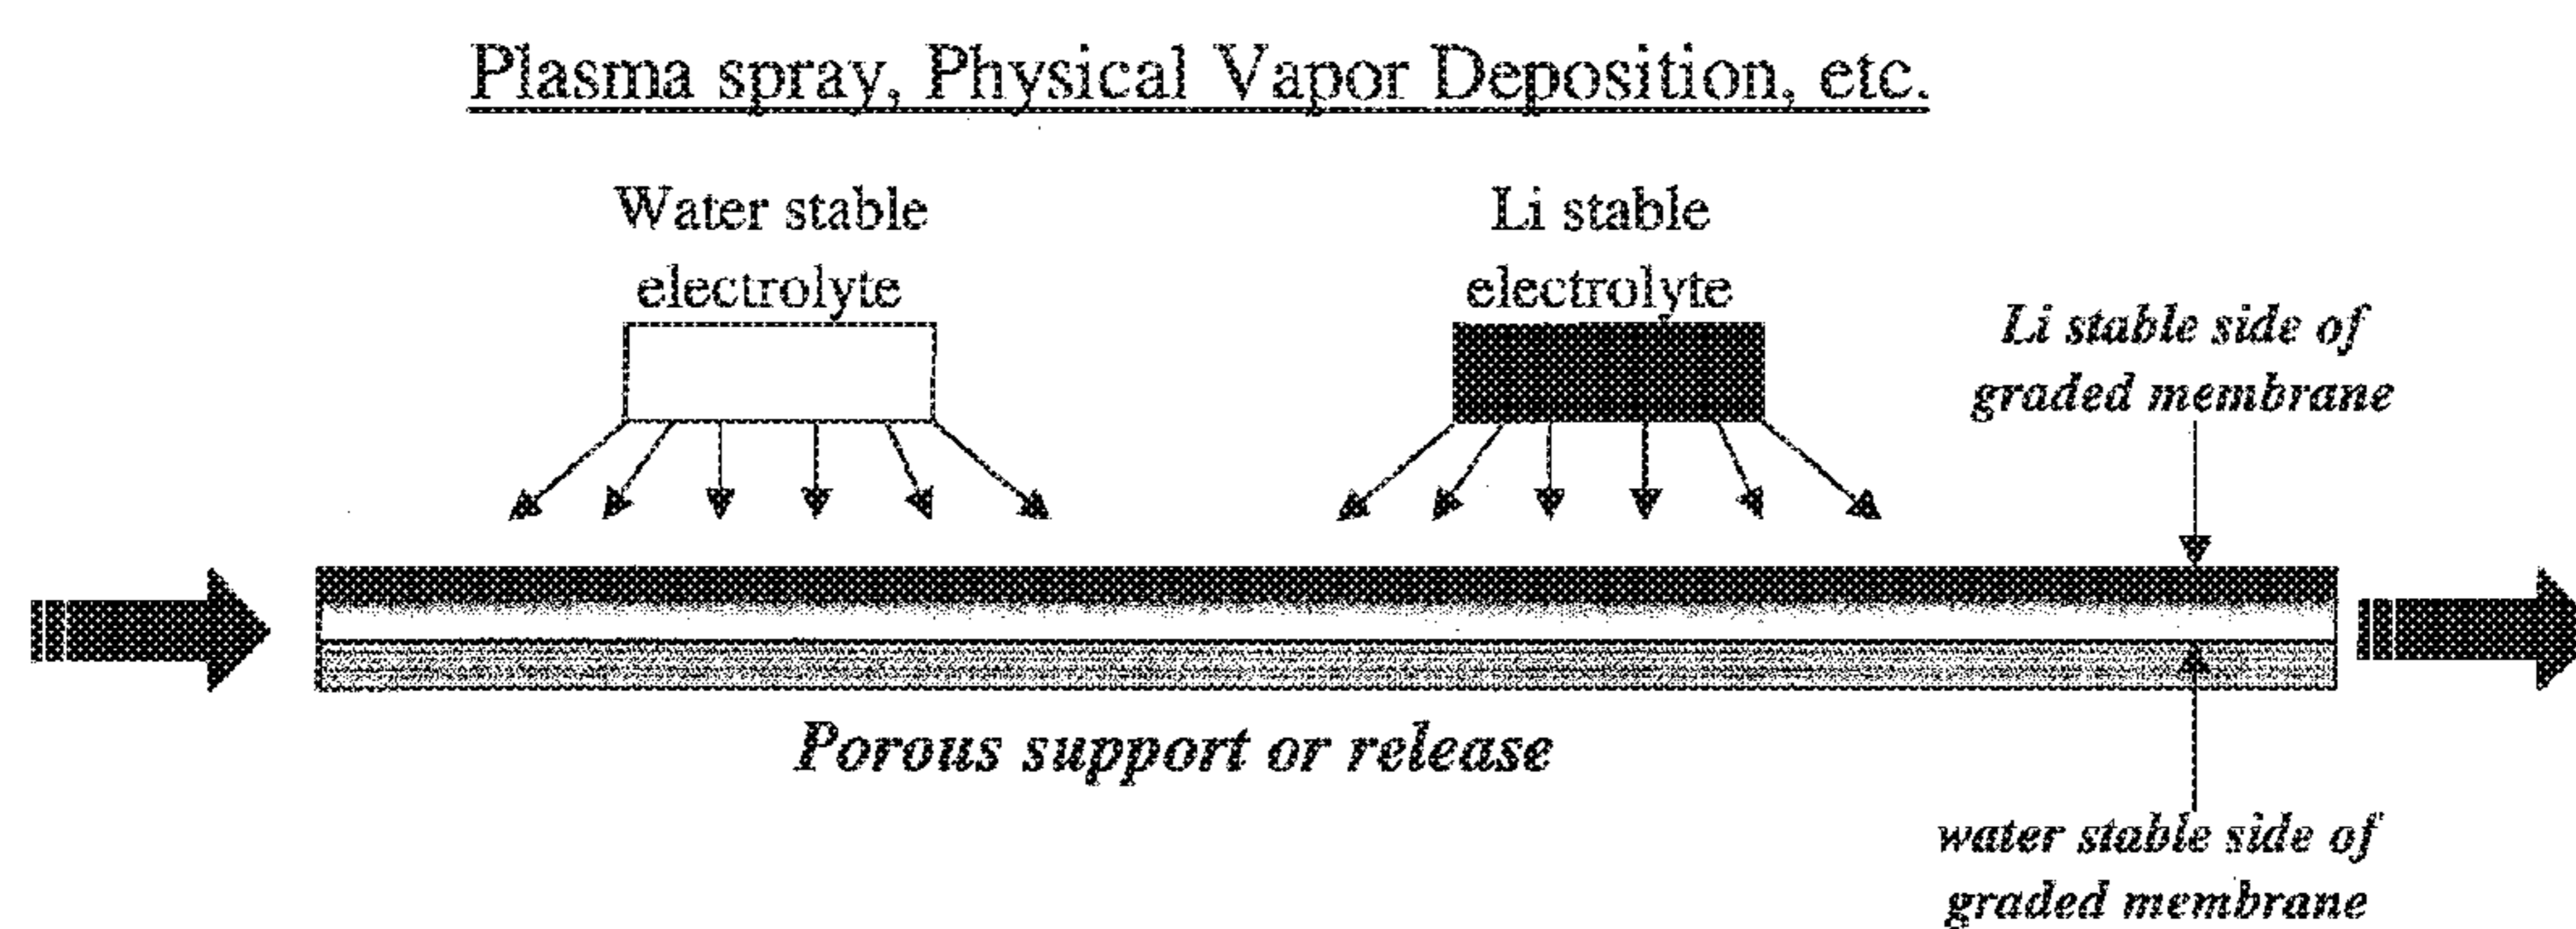 Plasma spray, Physical Vapor Deposition, etc.
Water stable
electrolyte
Li stable
electrolyte
Li stable side of
graded membrane
Porous support or release
water stable side of
graded membrane